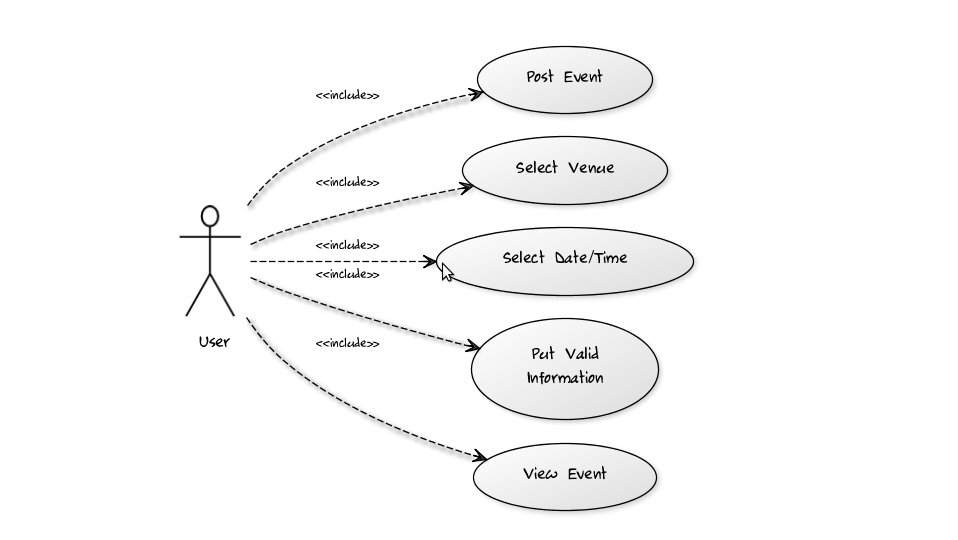 Post Event
<<include>>
Select Venue
<<include>>
<<include>>
Select Date/Time
<<include>>
User
<<include>>
Put Valid
Information
View Event